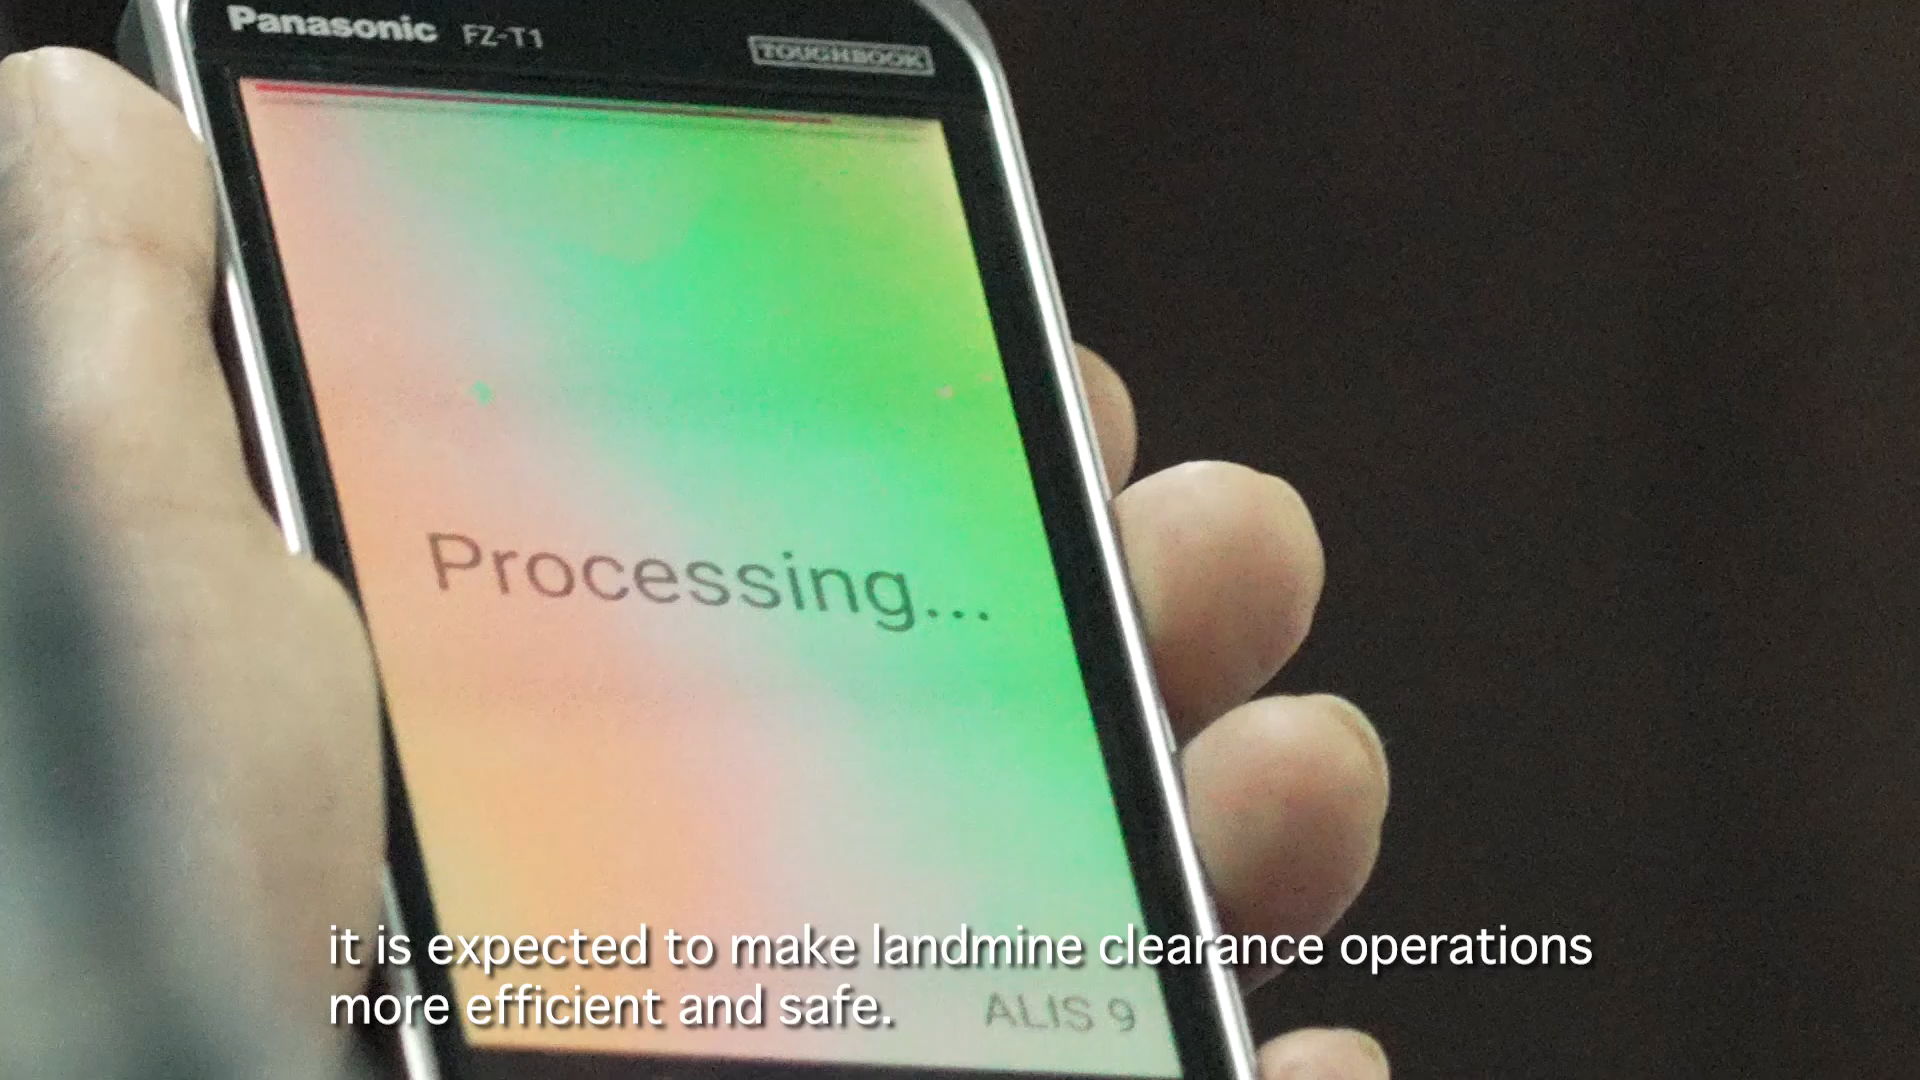 Panasonic FZ-T1
TOUGHBOOK
Processing...
it is expected to make landmine clearance operations
more efficient and safe.
ALIS 9